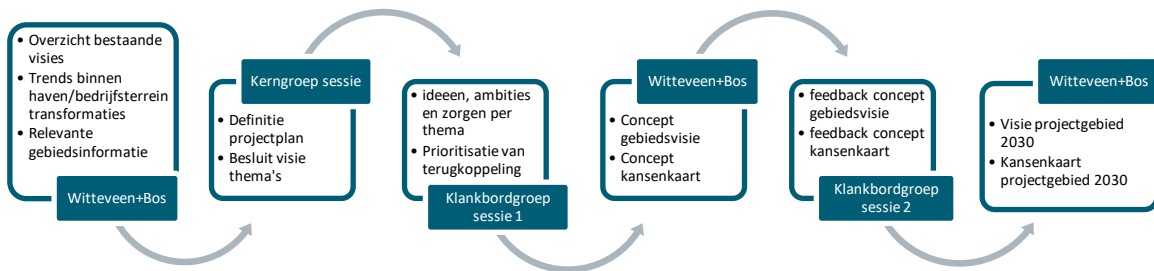 • Overzicht bestaande
visies
• Trends binnen
haven/bedrijfsterrein
transformaties
• Relevante
gebiedsinformatie
Witteveen+Bos
Kerngroep sessie
• Definitie
projectplan
• Besluit visie
thema's
• ideeen, ambities
en zorgen per
thema
• Prioritisatie van
terugkoppeling
Klankbordgroep
sessie 1
Witteveen+Bos
• Concept
gebiedsvisie
• Concept
kansenkaart
• feedback concept
gebiedsvisie
• feedback concept
kansenkaart
Klankbordgroep
sessie 2
Witteveen+Bos
• Visie projectgebied
2030
• Kansenkaart
projectgebied 2030